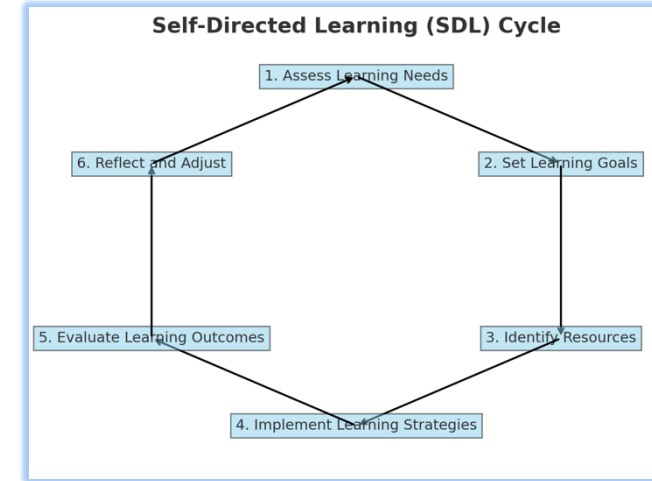 Self-Directed Learning (SDL) Cycle
1. Assess Learning Needs
2. Set Learning Goals
3. Identify Resources
4. Implement Learning Strategies
5. Evaluate Learning Outcomes
6. Reflect and Adjust